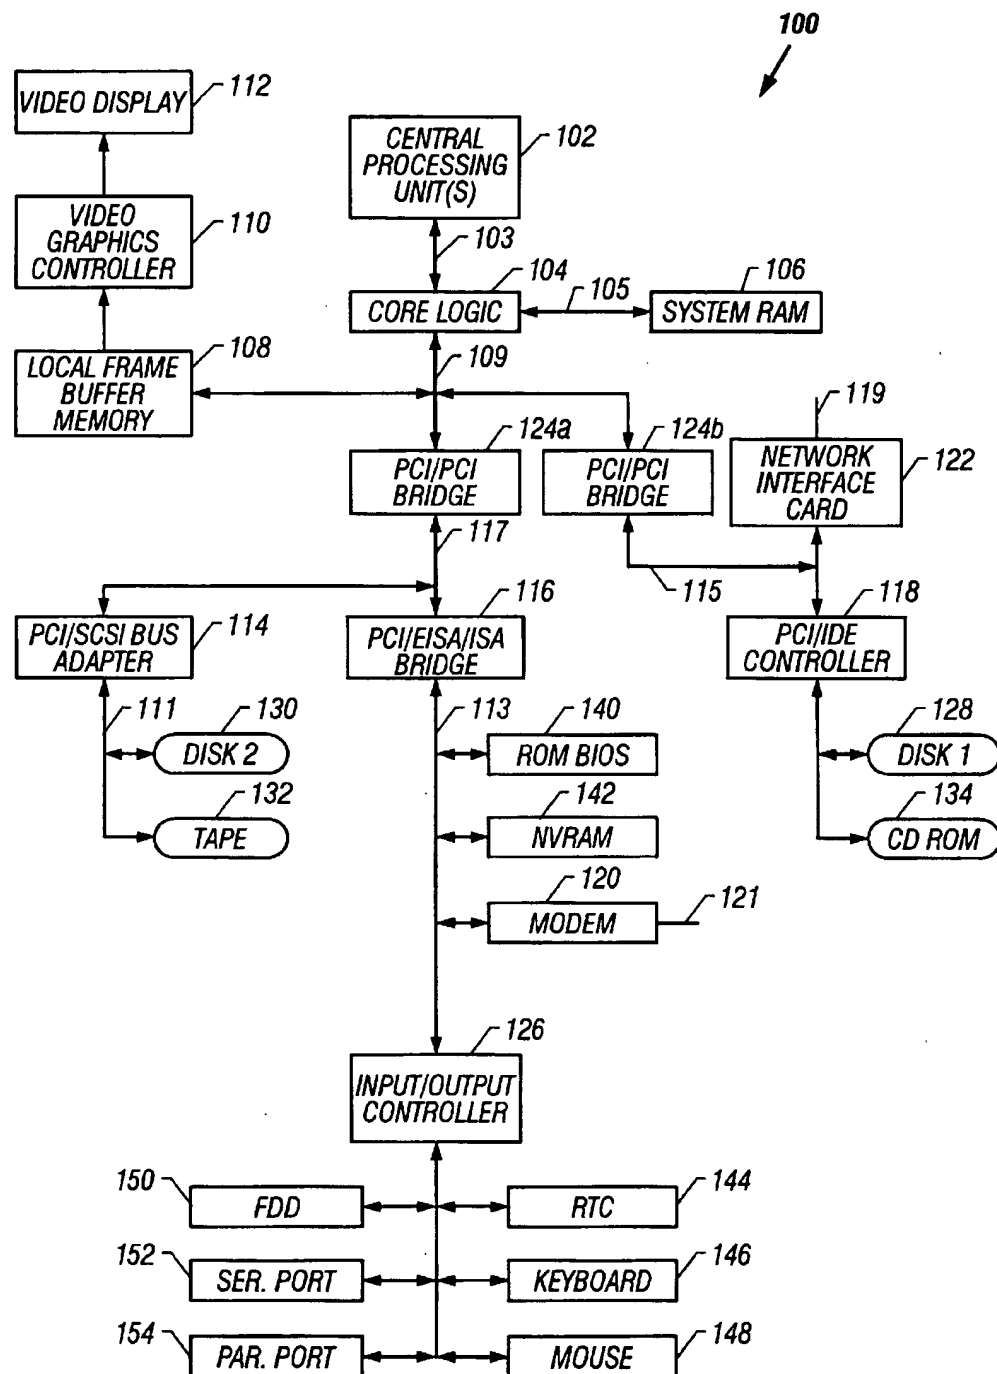 100
VIDEO DISPLAY
112
CENTRAL
PROCESSING
UNIT(S)
102
VIDEO
GRAPHICS
CONTROLLER
110
103
104
CORE LOGIC
105
106
SYSTEM RAM
108
LOCAL FRAME
BUFFER
MEMORY
109
124a
PCI/PCI
BRIDGE
124b
PCI/PCI
BRIDGE
119
NETWORK
INTERFACE
CARD
122
117
115
114
PCI/SCSI BUS
ADAPTER
116
PCI/EISA/ISA
BRIDGE
118
PCI/IDE
CONTROLLER
111
130
DISK 2
113
140
ROM BIOS
128
DISK 1
132
TAPE
142
NVRAM
134
CD ROM
120
MODEM
121
126
INPUT/OUTPUT
CONTROLLER
150
FDD
RTC
144
152
SER. PORT
KEYBOARD
146
154
PAR. PORT
MOUSE
148